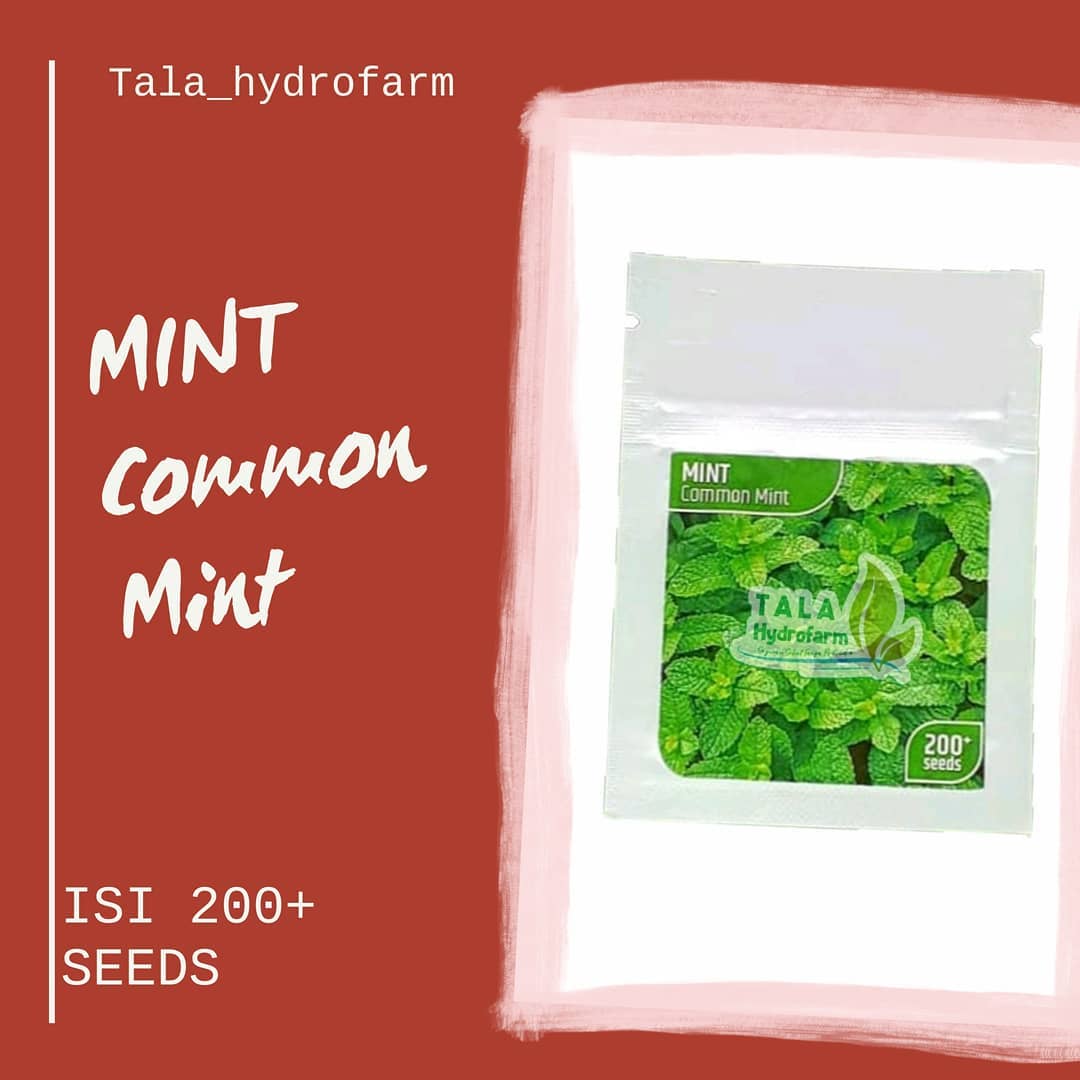 Tala_hydrofarm
MINT
Common
Mint
ISI 200+
SEEDS
MINT
Common Mint
TALA
Hydrofarm
200+
seeds